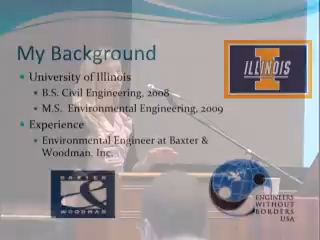 My Background
University of Illinois
B.S. Civil Engineering, 2008
M.S. Environmental Engineering, 2009
Experience
Environmental Engineer at Baxter &
Woodman, Inc.
ILLINOIS
BAXTER
WOODMAN
ENGINEERS
WITHOUT
BORDERS
USA